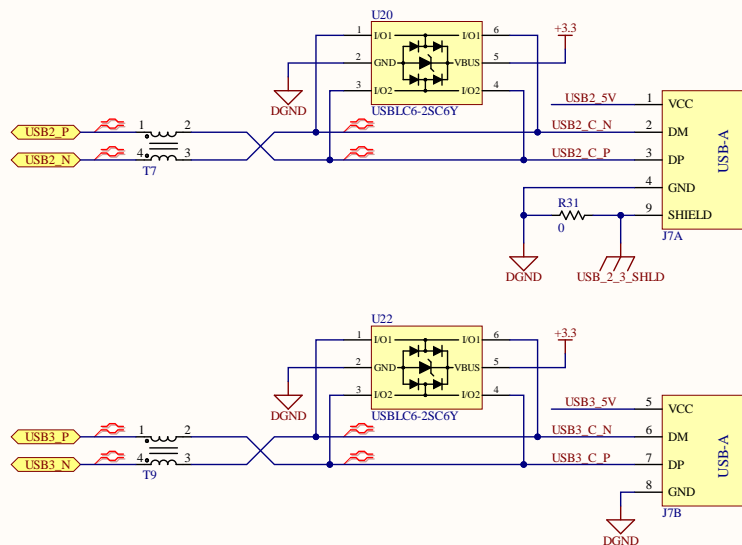 U20
1 I/O1 I/O1 6 +3.3
2 GND VBUS 5
3 I/O2 I/O2 4
DGND
USBLC6-2SC6Y
USB2_5V 1 VCC
USB2_P 1 2 USB2_C_N 2 DM
USB2_N 4 3 USB2_C_P 3 DP
T7
USB-A
4 GND
R31
0
9 SHIELD
J7A
DGND
USB_2_3_SHLD
U22
1 I/O1 I/O1 6 +3.3
2 GND VBUS 5
3 I/O2 I/O2 4
DGND
USBLC6-2SC6Y
USB3_5V 5 VCC
USB3_P 1 2 USB3_C_N 6 DM
USB3_N 4 3 USB3_C_P 7 DP
T9
USB-A
8 GND
J7B
DGND